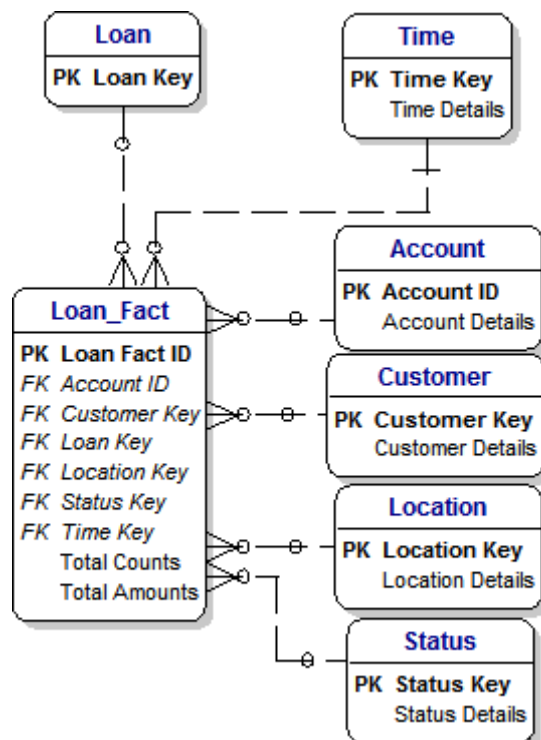 Loan
PK Loan Key
Time
PK Time Key
Time Details
Account
PK Account ID
Account Details
Loan_Fact
PK Loan Fact ID
FK Account ID
FK Customer Key
FK Loan Key
FK Location Key
FK Status Key
FK Time Key
Total Counts
Total Amounts
Customer
PK Customer Key
Customer Details
Location
PK Location Key
Location Details
Status
PK Status Key
Status Details